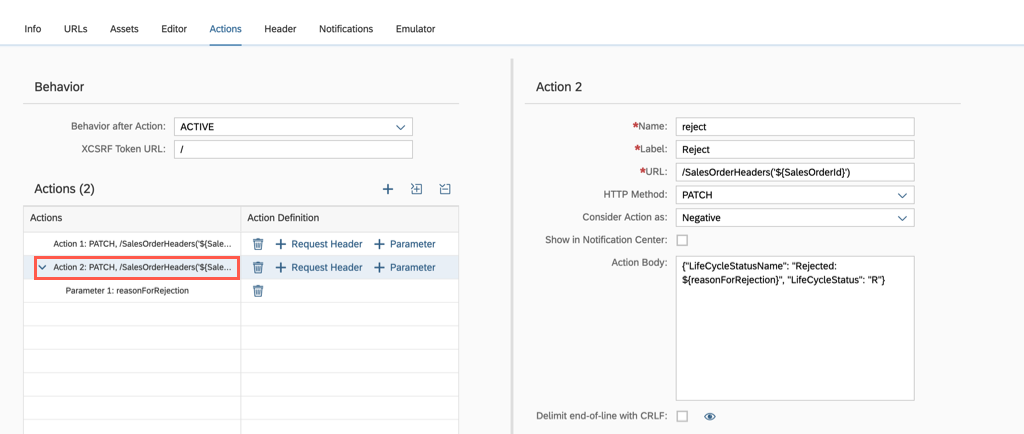 Info URLs Assets Editor Actions Header Notifications Emulator
Behavior
Behavior after Action: ACTIVE
XCSRF Token URL: /
Actions (2)
Actions Action Definition
Action 1: PATCH, /SalesOrderHeaders('${Sale... Request Header Parameter
Action 2: PATCH, /SalesOrderHeaders('${Sale... Request Header Parameter
Parameter 1: reasonForRejection
Action 2
*Name: reject
*Label: Reject
*URL: /SalesOrderHeaders('${SalesOrderId}')
HTTP Method: PATCH
Consider Action as: Negative
Show in Notification Center:
Action Body: {"LifeCycleStatusName": "Rejected:
${reasonForRejection}", "LifeCycleStatus": "R"}
Delimit end-of-line with CRLF: